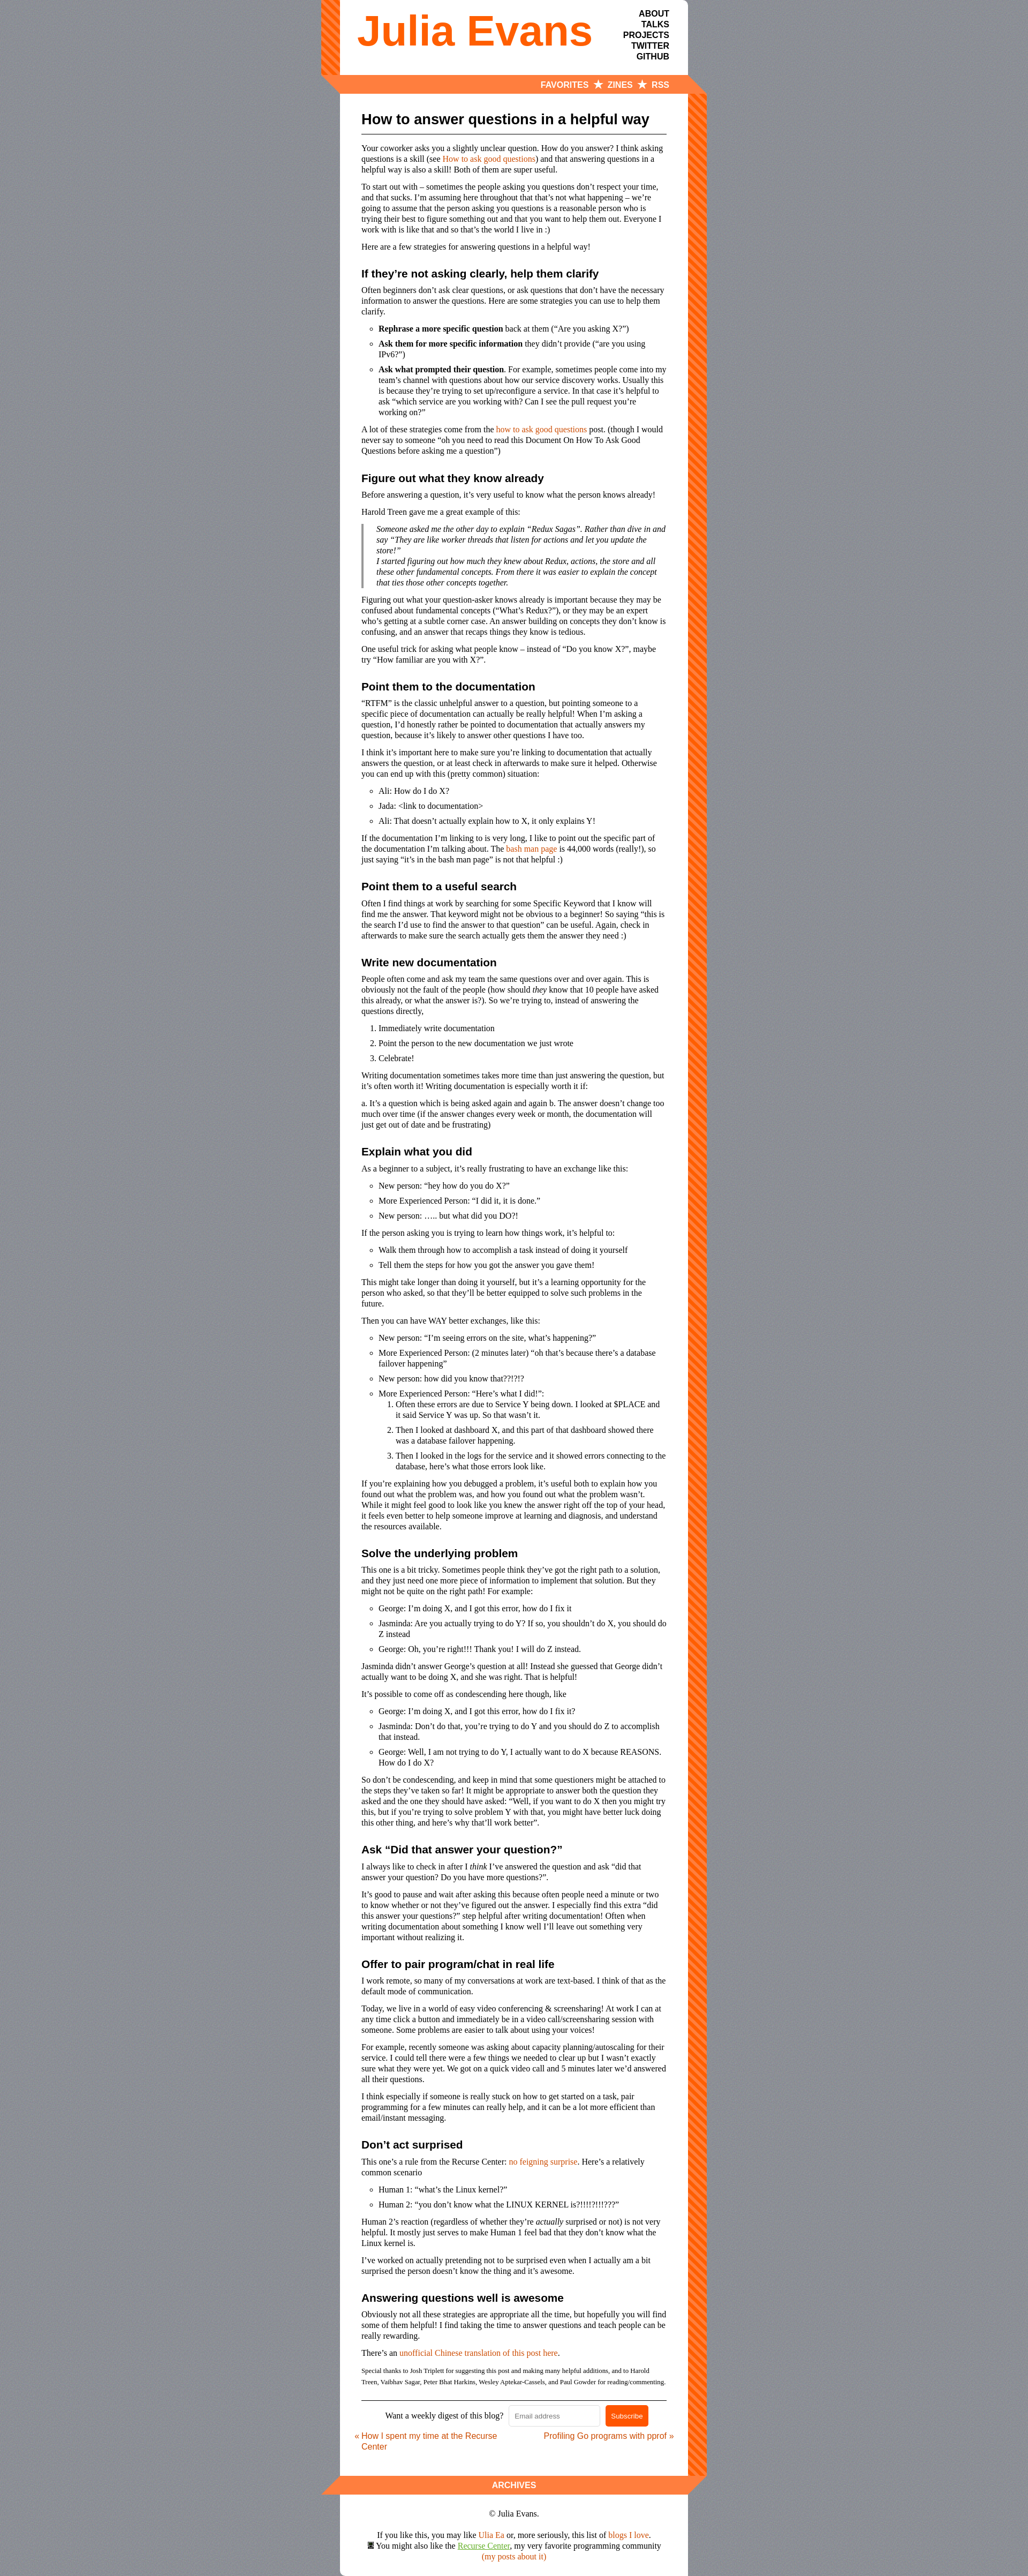 Julia Evans
ABOUT
TALKS
PROJECTS
TWITTER
GITHUB
FAVORITES ★ ZINES ★ RSS
How to answer questions in a helpful way
Your coworker asks you a slightly unclear question. How do you answer? I think asking
questions is a skill (see How to ask good questions) and that answering questions in a
helpful way is also a skill! Both of them are super useful.
To start out with – sometimes the people asking you questions don’t respect your time,
and that sucks. I’m assuming here throughout that that’s not what happening – we’re
going to assume that the person asking you questions is a reasonable person who is
trying their best to figure something out and that you want to help them out. Everyone I
work with is like that and so that’s the world I live in :)
Here are a few strategies for answering questions in a helpful way!
If they’re not asking clearly, help them clarify
Often beginners don’t ask clear questions, or ask questions that don’t have the necessary
information to answer the questions. Here are some strategies you can use to help them
clarify.
Rephrase a more specific question back at them (“Are you asking X?”)
Ask them for more specific information they didn’t provide (“are you using
IPv6?”)
Ask what prompted their question. For example, sometimes people come into my
team’s channel with questions about how our service discovery works. Usually this
is because they’re trying to set up/reconfigure a service. In that case it’s helpful to
ask “which service are you working with? Can I see the pull request you’re
working on?”
A lot of these strategies come from the how to ask good questions post. (though I would
never say to someone “oh you need to read this Document On How To Ask Good
Questions before asking me a question”)
Figure out what they know already
Before answering a question, it’s very useful to know what the person knows already!
Harold Treen gave me a great example of this:
Someone asked me the other day to explain “Redux Sagas”. Rather than dive in and
say “They are like worker threads that listen for actions and let you update the
store!”
I started figuring out how much they knew about Redux, actions, the store and all
these other fundamental concepts. From there it was easier to explain the concept
that ties those other concepts together.
Figuring out what your question-asker knows already is important because they may be
confused about fundamental concepts (“What’s Redux?”), or they may be an expert
who’s getting at a subtle corner case. An answer building on concepts they don’t know is
confusing, and an answer that recaps things they know is tedious.
One useful trick for asking what people know – instead of “Do you know X?”, maybe
try “How familiar are you with X?”.
Point them to the documentation
“RTFM” is the classic unhelpful answer to a question, but pointing someone to a
specific piece of documentation can actually be really helpful! When I’m asking a
question, I’d honestly rather be pointed to documentation that actually answers my
question, because it’s likely to answer other questions I have too.
I think it’s important here to make sure you’re linking to documentation that actually
answers the question, or at least check in afterwards to make sure it helped. Otherwise
you can end up with this (pretty common) situation:
Ali: How do I do X?
Jada: <link to documentation>
Ali: That doesn’t actually explain how to X, it only explains Y!
If the documentation I’m linking to is very long, I like to point out the specific part of
the documentation I’m talking about. The bash man page is 44,000 words (really!), so
just saying “it’s in the bash man page” is not that helpful :)
Point them to a useful search
Often I find things at work by searching for some Specific Keyword that I know will
find me the answer. That keyword might not be obvious to a beginner! So saying “this is
the search I’d use to find the answer to that question” can be useful. Again, check in
afterwards to make sure the search actually gets them the answer they need :)
Write new documentation
People often come and ask my team the same questions over and over again. This is
obviously not the fault of the people (how should they know that 10 people have asked
this already, or what the answer is?). So we’re trying to, instead of answering the
questions directly,
1. Immediately write documentation
2. Point the person to the new documentation we just wrote
3. Celebrate!
Writing documentation sometimes takes more time than just answering the question, but
it’s often worth it! Writing documentation is especially worth it if:
a. It’s a question which is being asked again and again b. The answer doesn’t change too
much over time (if the answer changes every week or month, the documentation will
just get out of date and be frustrating)
Explain what you did
As a beginner to a subject, it’s really frustrating to have an exchange like this:
New person: “hey how do you do X?”
More Experienced Person: “I did it, it is done.”
New person: ….. but what did you DO?!
If the person asking you is trying to learn how things work, it’s helpful to:
Walk them through how to accomplish a task instead of doing it yourself
Tell them the steps for how you got the answer you gave them!
This might take longer than doing it yourself, but it’s a learning opportunity for the
person who asked, so that they’ll be better equipped to solve such problems in the
future.
Then you can have WAY better exchanges, like this:
New person: “I’m seeing errors on the site, what’s happening?”
More Experienced Person: (2 minutes later) “oh that’s because there’s a database
failover happening”
New person: how did you know that??!?!?
More Experienced Person: “Here’s what I did!”:
1. Often these errors are due to Service Y being down. I looked at $PLACE and
it said Service Y was up. So that wasn’t it.
2. Then I looked at dashboard X, and this part of that dashboard showed there
was a database failover happening.
3. Then I looked in the logs for the service and it showed errors connecting to the
database, here’s what those errors look like.
If you’re explaining how you debugged a problem, it’s useful both to explain how you
found out what the problem was, and how you found out what the problem wasn’t.
While it might feel good to look like you knew the answer right off the top of your head,
it feels even better to help someone improve at learning and diagnosis, and understand
the resources available.
Solve the underlying problem
This one is a bit tricky. Sometimes people think they’ve got the right path to a solution,
and they just need one more piece of information to implement that solution. But they
might not be quite on the right path! For example:
George: I’m doing X, and I got this error, how do I fix it
Jasminda: Are you actually trying to do Y? If so, you shouldn’t do X, you should do
Z instead
George: Oh, you’re right!!! Thank you! I will do Z instead.
Jasminda didn’t answer George’s question at all! Instead she guessed that George didn’t
actually want to be doing X, and she was right. That is helpful!
It’s possible to come off as condescending here though, like
George: I’m doing X, and I got this error, how do I fix it?
Jasminda: Don’t do that, you’re trying to do Y and you should do Z to accomplish
that instead.
George: Well, I am not trying to do Y, I actually want to do X because REASONS.
How do I do X?
So don’t be condescending, and keep in mind that some questioners might be attached to
the steps they’ve taken so far! It might be appropriate to answer both the question they
asked and the one they should have asked: “Well, if you want to do X then you might try
this, but if you’re trying to solve problem Y with that, you might have better luck doing
this other thing, and here’s why that’ll work better”.
Ask “Did that answer your question?”
I always like to check in after I think I’ve answered the question and ask “did that
answer your question? Do you have more questions?”.
It’s good to pause and wait after asking this because often people need a minute or two
to know whether or not they’ve figured out the answer. I especially find this extra “did
this answer your questions?” step helpful after writing documentation! Often when
writing documentation about something I know well I’ll leave out something very
important without realizing it.
Offer to pair program/chat in real life
I work remote, so many of my conversations at work are text-based. I think of that as the
default mode of communication.
Today, we live in a world of easy video conferencing & screensharing! At work I can at
any time click a button and immediately be in a video call/screensharing session with
someone. Some problems are easier to talk about using your voices!
For example, recently someone was asking about capacity planning/autoscaling for their
service. I could tell there were a few things we needed to clear up but I wasn’t exactly
sure what they were yet. We got on a quick video call and 5 minutes later we’d answered
all their questions.
I think especially if someone is really stuck on how to get started on a task, pair
programming for a few minutes can really help, and it can be a lot more efficient than
email/instant messaging.
Don’t act surprised
This one’s a rule from the Recurse Center: no feigning surprise. Here’s a relatively
common scenario
Human 1: “what’s the Linux kernel?”
Human 2: “you don’t know what the LINUX KERNEL is?!!!!?!!!???”
Human 2’s reaction (regardless of whether they’re actually surprised or not) is not very
helpful. It mostly just serves to make Human 1 feel bad that they don’t know what the
Linux kernel is.
I’ve worked on actually pretending not to be surprised even when I actually am a bit
surprised the person doesn’t know the thing and it’s awesome.
Answering questions well is awesome
Obviously not all these strategies are appropriate all the time, but hopefully you will find
some of them helpful! I find taking the time to answer questions and teach people can be
really rewarding.
There’s an unofficial Chinese translation of this post here.
Special thanks to Josh Triplett for suggesting this post and making many helpful additions, and to Harold
Treen, Vaibhav Sagar, Peter Bhat Harkins, Wesley Aptekar-Cassels, and Paul Gowder for reading/commenting.
Want a weekly digest of this blog? Email address Subscribe
« How I spent my time at the Recurse
Center
Profiling Go programs with pprof »
ARCHIVES
© Julia Evans.
If you like this, you may like Ulia Ea or, more seriously, this list of blogs I love.
You might also like the Recurse Center, my very favorite programming community
(my posts about it)